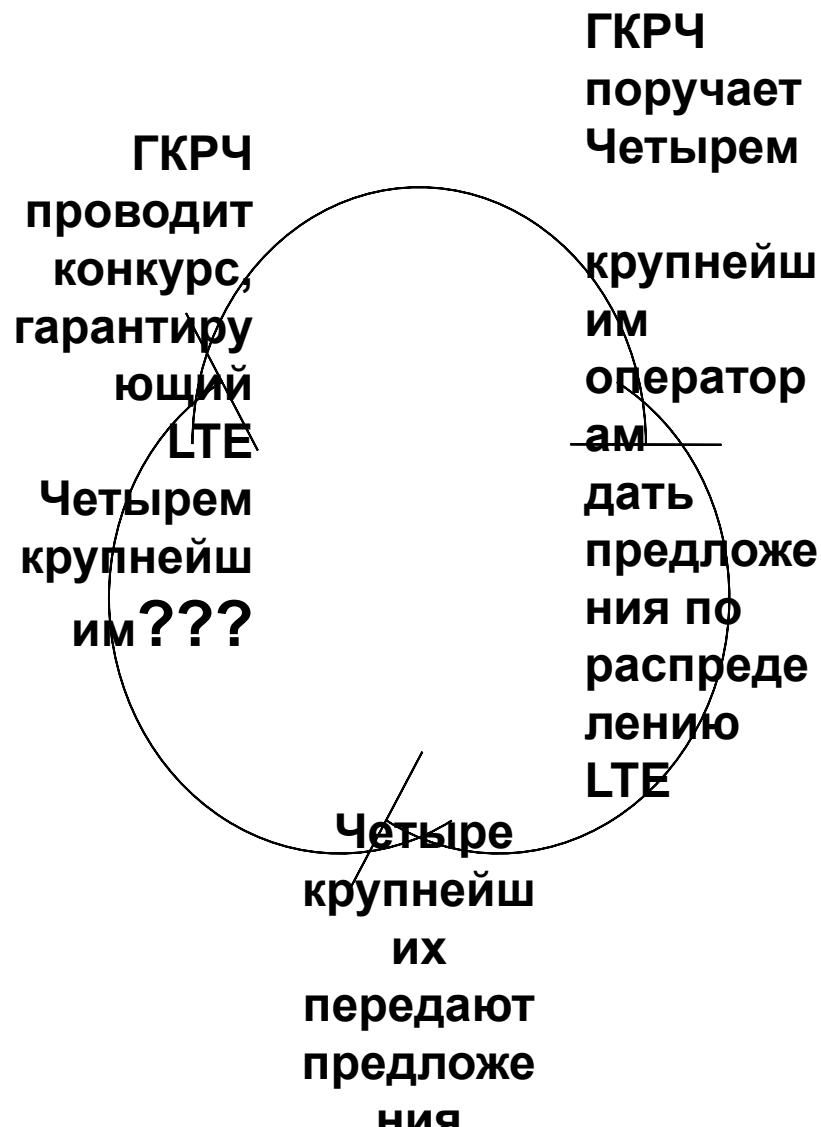 ГКРЧ
поручает
Четырем
крупнейш
им
оператор
ам
дать
предложе
ния по
распреде
лению
LTE
Четыре
крупнейш
их
передают
предложе
ния
ГКРЧ
проводит
конкурс,
гарантиру
ющий
LTE
Четырем
крупнейш
им???